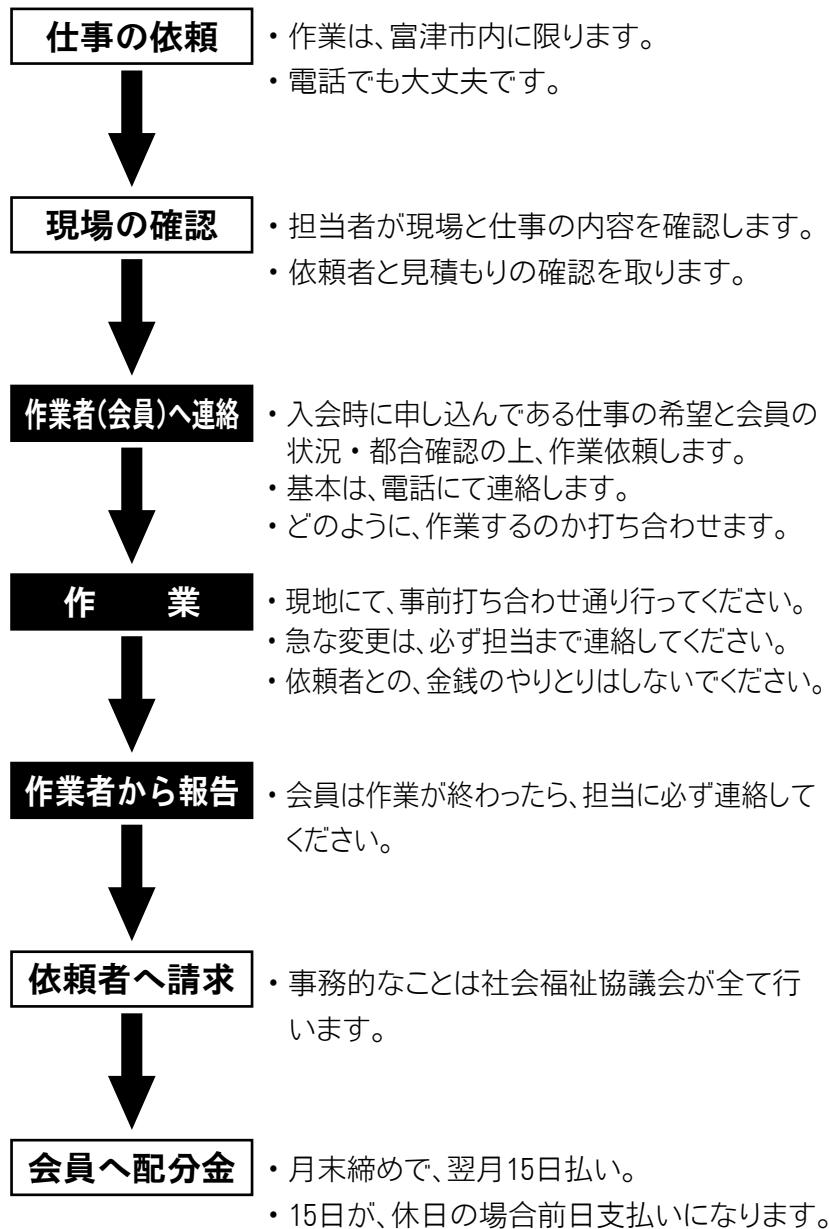 仕事の依頼
・作業は、富津市内に限ります。
・電話でも大丈夫です。
現場の確認
・担当者が現場と仕事の内容を確認します。
・依頼者と見積もりの確認を取ります。
作業者(会員)へ連絡
・入会時に申し込んである仕事の希望と会員の
状況・都合確認の上、作業依頼します。
・基本は、電話にて連絡します。
・どのように、作業するのか打ち合わせます。
作　業
・現地にて、事前打ち合わせ通り行ってください。
・急な変更は、必ず担当まで連絡してください。
・依頼者との、金銭のやりとりはしないでください。
作業者から報告
・会員は作業が終わったら、担当に必ず連絡して
ください。
依頼者へ請求
・事務的なことは社会福祉協議会が全て行
います。
会員へ配分金
・月末締めで、翌月15日払い。
・15日が、休日の場合前日支払いになります。